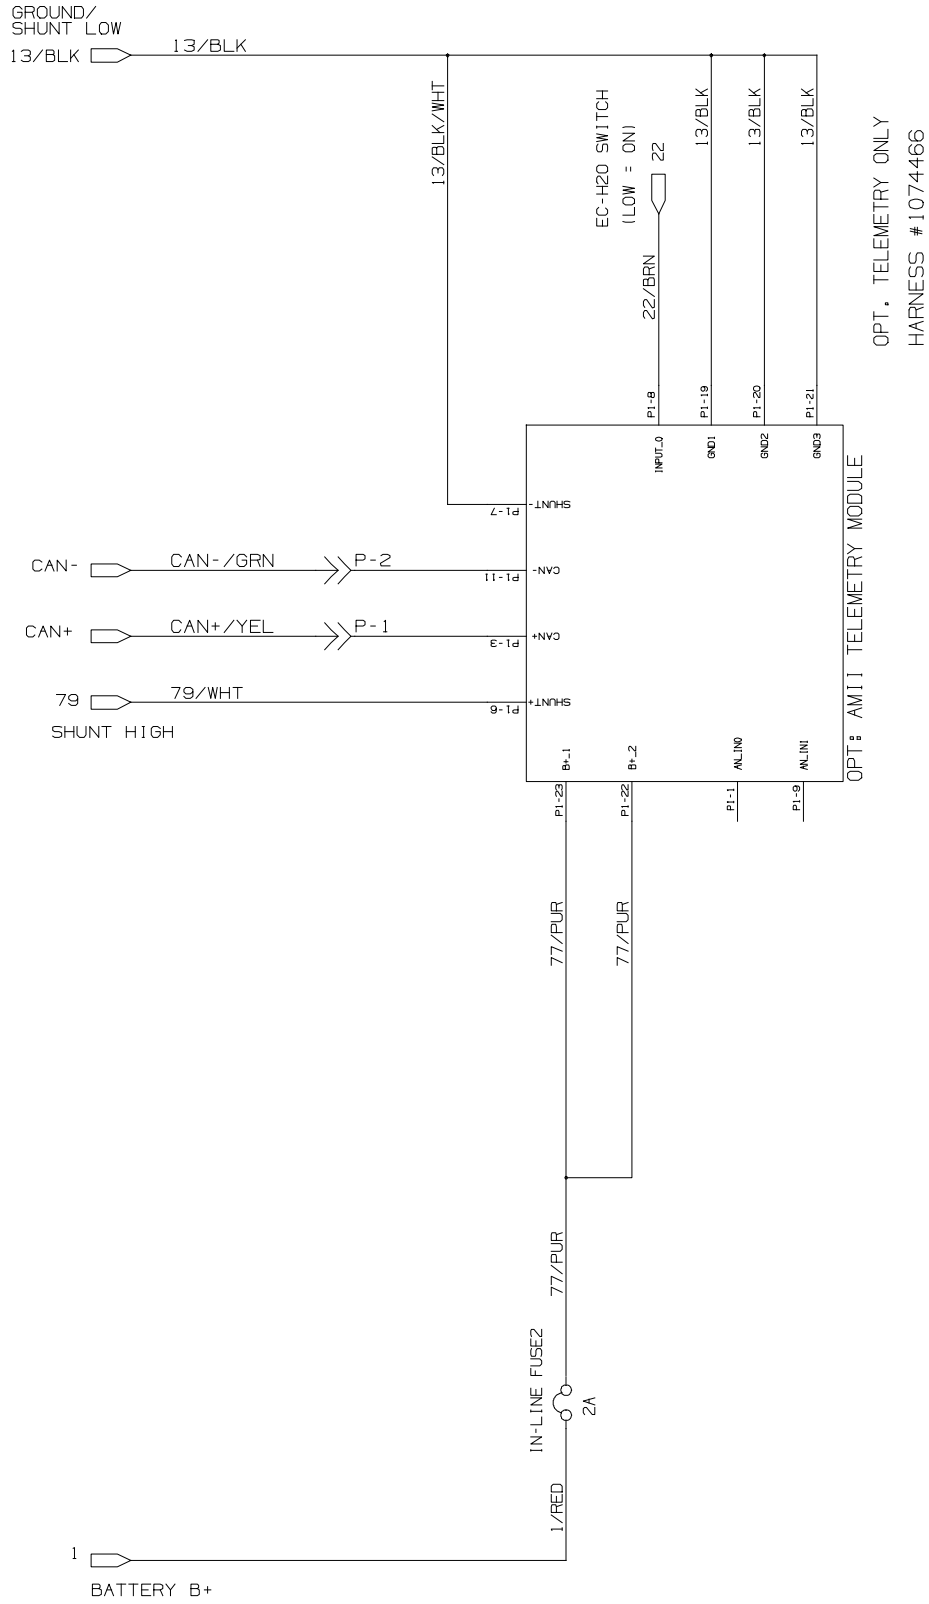 GROUND/
SHUNT LOW
13/BLK
13/BLK
13/BLK/WHT
EC-H2O SWITCH
(LOW = ON)
22
22/BRN
13/BLK
13/BLK
13/BLK
OPT. TELEMETRY ONLY
HARNESS #1074466
P1-8
P1-19
P1-20
P1-21
INPUT_0
GND1
GND2
GND3
P1-7
SHUNT-
CAN-
CAN-/GRN
P-2
P1-11
CAN-
CAN+
CAN+/YEL
P-1
P1-3
CAN+
79
79/WHT
P1-6
SHUNT+
SHUNT HIGH
OPT: AMII TELEMETRY MODULE
B+_1
B+_2
AN_IN0
AN_IN1
P1-23
P1-22
P1-1
P1-9
77/PUR
77/PUR
77/PUR
IN-LINE FUSE2
2A
1/RED
1
BATTERY B+